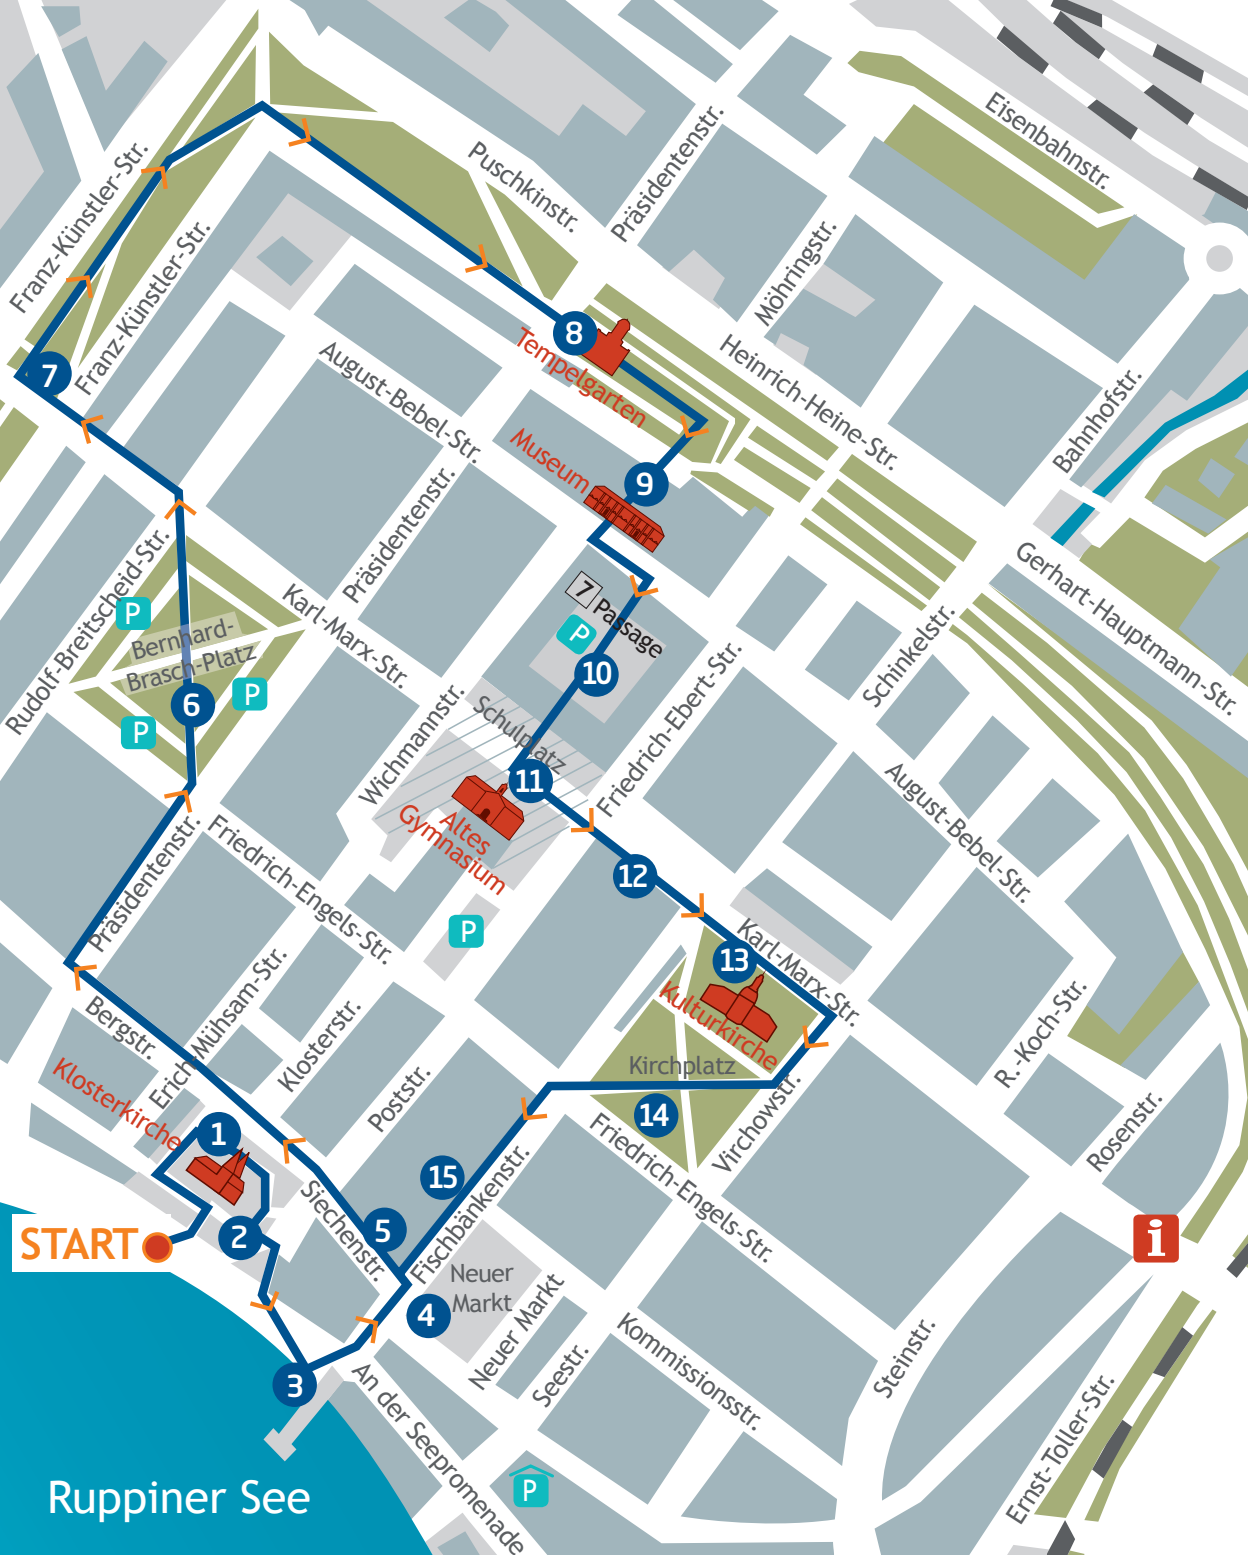 Eisenbahnstr.
Puschkinstr.
Präsidentenstr.
Franz-Künstler-Str.
Franz-Künstler-Str.
Möhringstr.
8
Tempelgarten
Heinrich-Heine-Str.
7
August-Bebel-Str.
Bahnhofstr.
Museum
9
Präsidentenstr.
Rudolf-Breitscheid-Str.
Karl-Marx-Str.
7 Passage
P
10
P
Bernhard-
Brasch-Platz
P
6
P
Gerhart-Hauptmann-Str.
Schinkelstr.
Friedrich-Ebert-Str.
Wichmannstr.
Schulplatz
11
Altes
Gymnasium
August-Bebel-Str.
Präsidentenstr.
Friedrich-Engels-Str.
12
P
Karl-Marx-Str.
13
Kulturkirche
Bergstr.
Erich-Mühsam-Str.
Klosterstr.
Poststr.
Kirchplatz
14
R.-Koch-Str.
Rosenstr.
Virchowstr.
Klosterkirche
1
Friedrich-Engels-Str.
15
Fischbänkenstr.
Siechenstr.
5
START
2
i
Neuer
Markt
4
Neuer Markt
Seestr.
Kommissionsstr.
Steinstr.
3
An der Seepromenade
Ernst-Toller-Str.
P
Ruppiner See